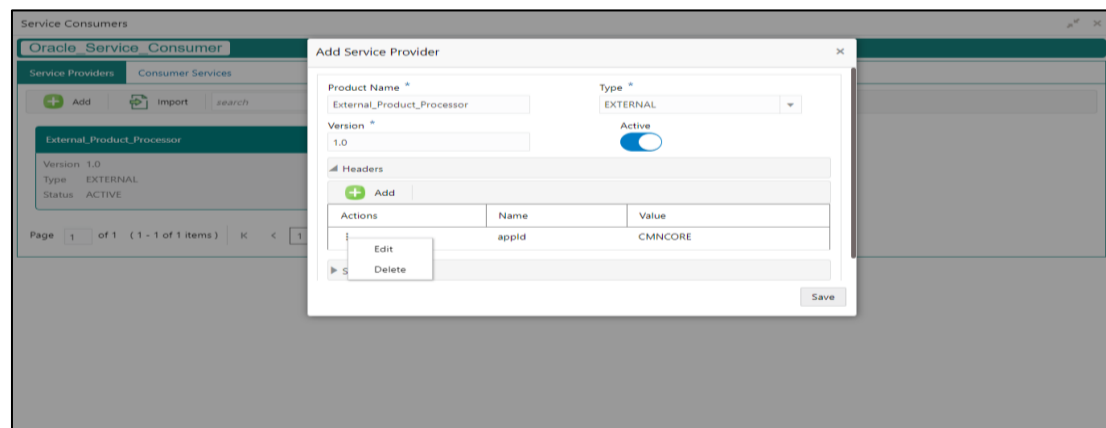 Service Consumers
Oracle_Service_Consumer
Service Providers Consumer Services
Add Import search
External_Product_Processor
Version 1.0
Type EXTERNAL
Status ACTIVE
Page 1 of 1 ( 1 - 1 of 1 items ) 1
Add Service Provider
Product Name * Type *
External_Product_Processor EXTERNAL
Version * Active
1.0
Headers
Add
Actions Name Value
appId CMNCORE
Edit
Delete
S
Save